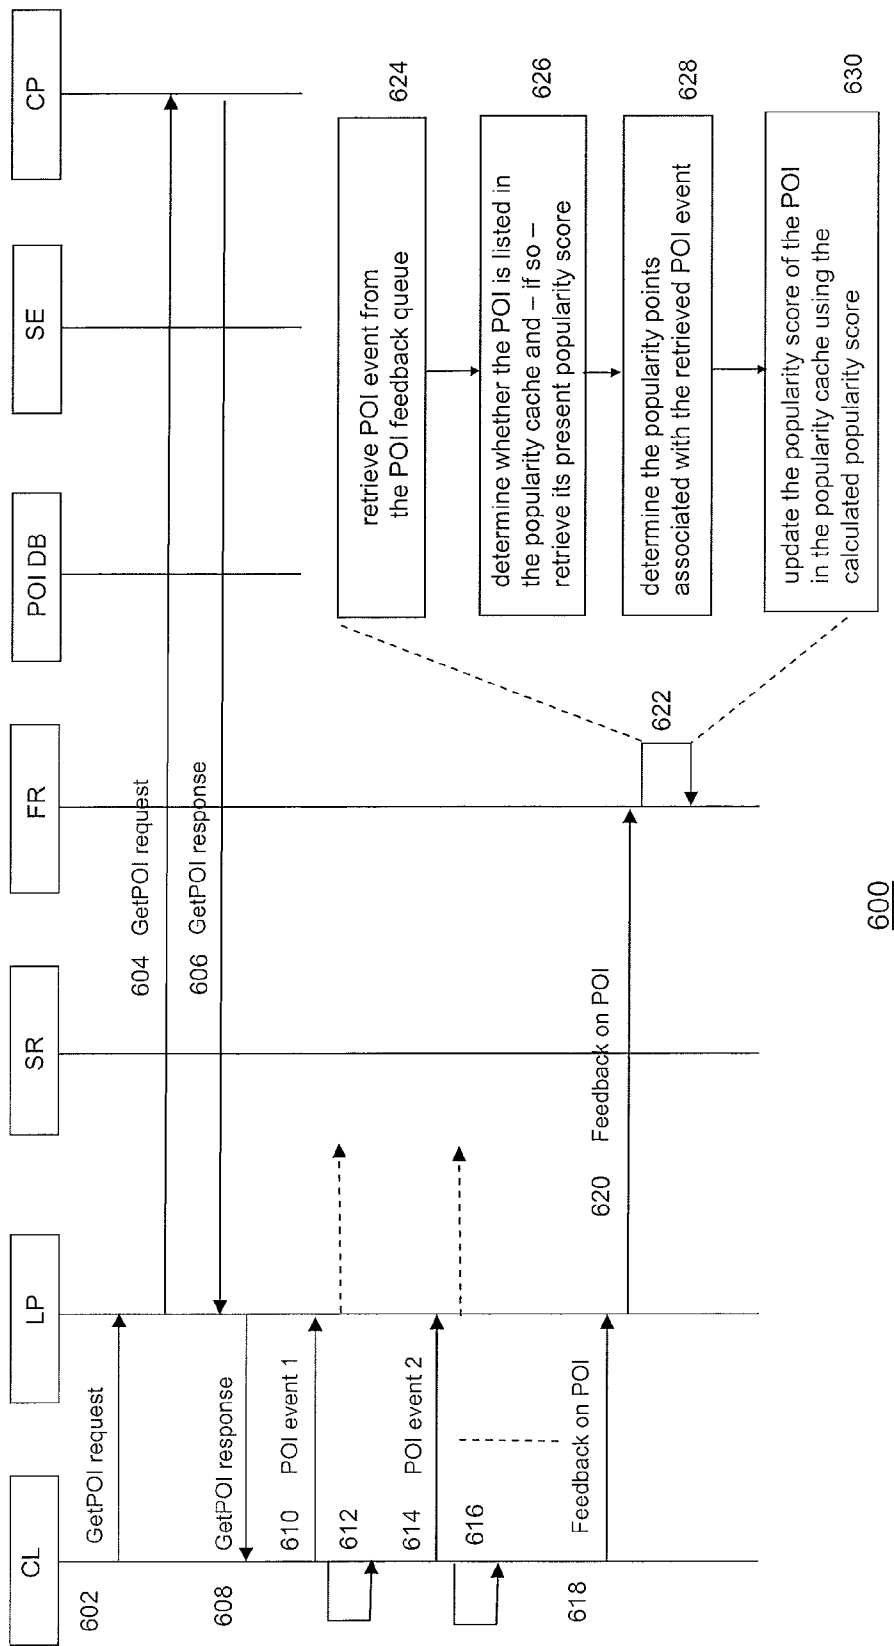 CL
LP
SR
FR
POI DB
SE
CP
602
GetPOI request
604 GetPOI request
606 GetPOI response
608
GetPOI response
610 POI event 1
612
614 POI event 2
616
618
Feedback on POI
620 Feedback on POI
622
retrieve POI event from
the POI feedback queue
624
determine whether the POI is listed in
the popularity cache and – if so –
retrieve its present popularity score
626
determine the popularity points
associated with the retrieved POI event
628
update the popularity score of the POI
in the popularity cache using the
calculated popularity score
630
600